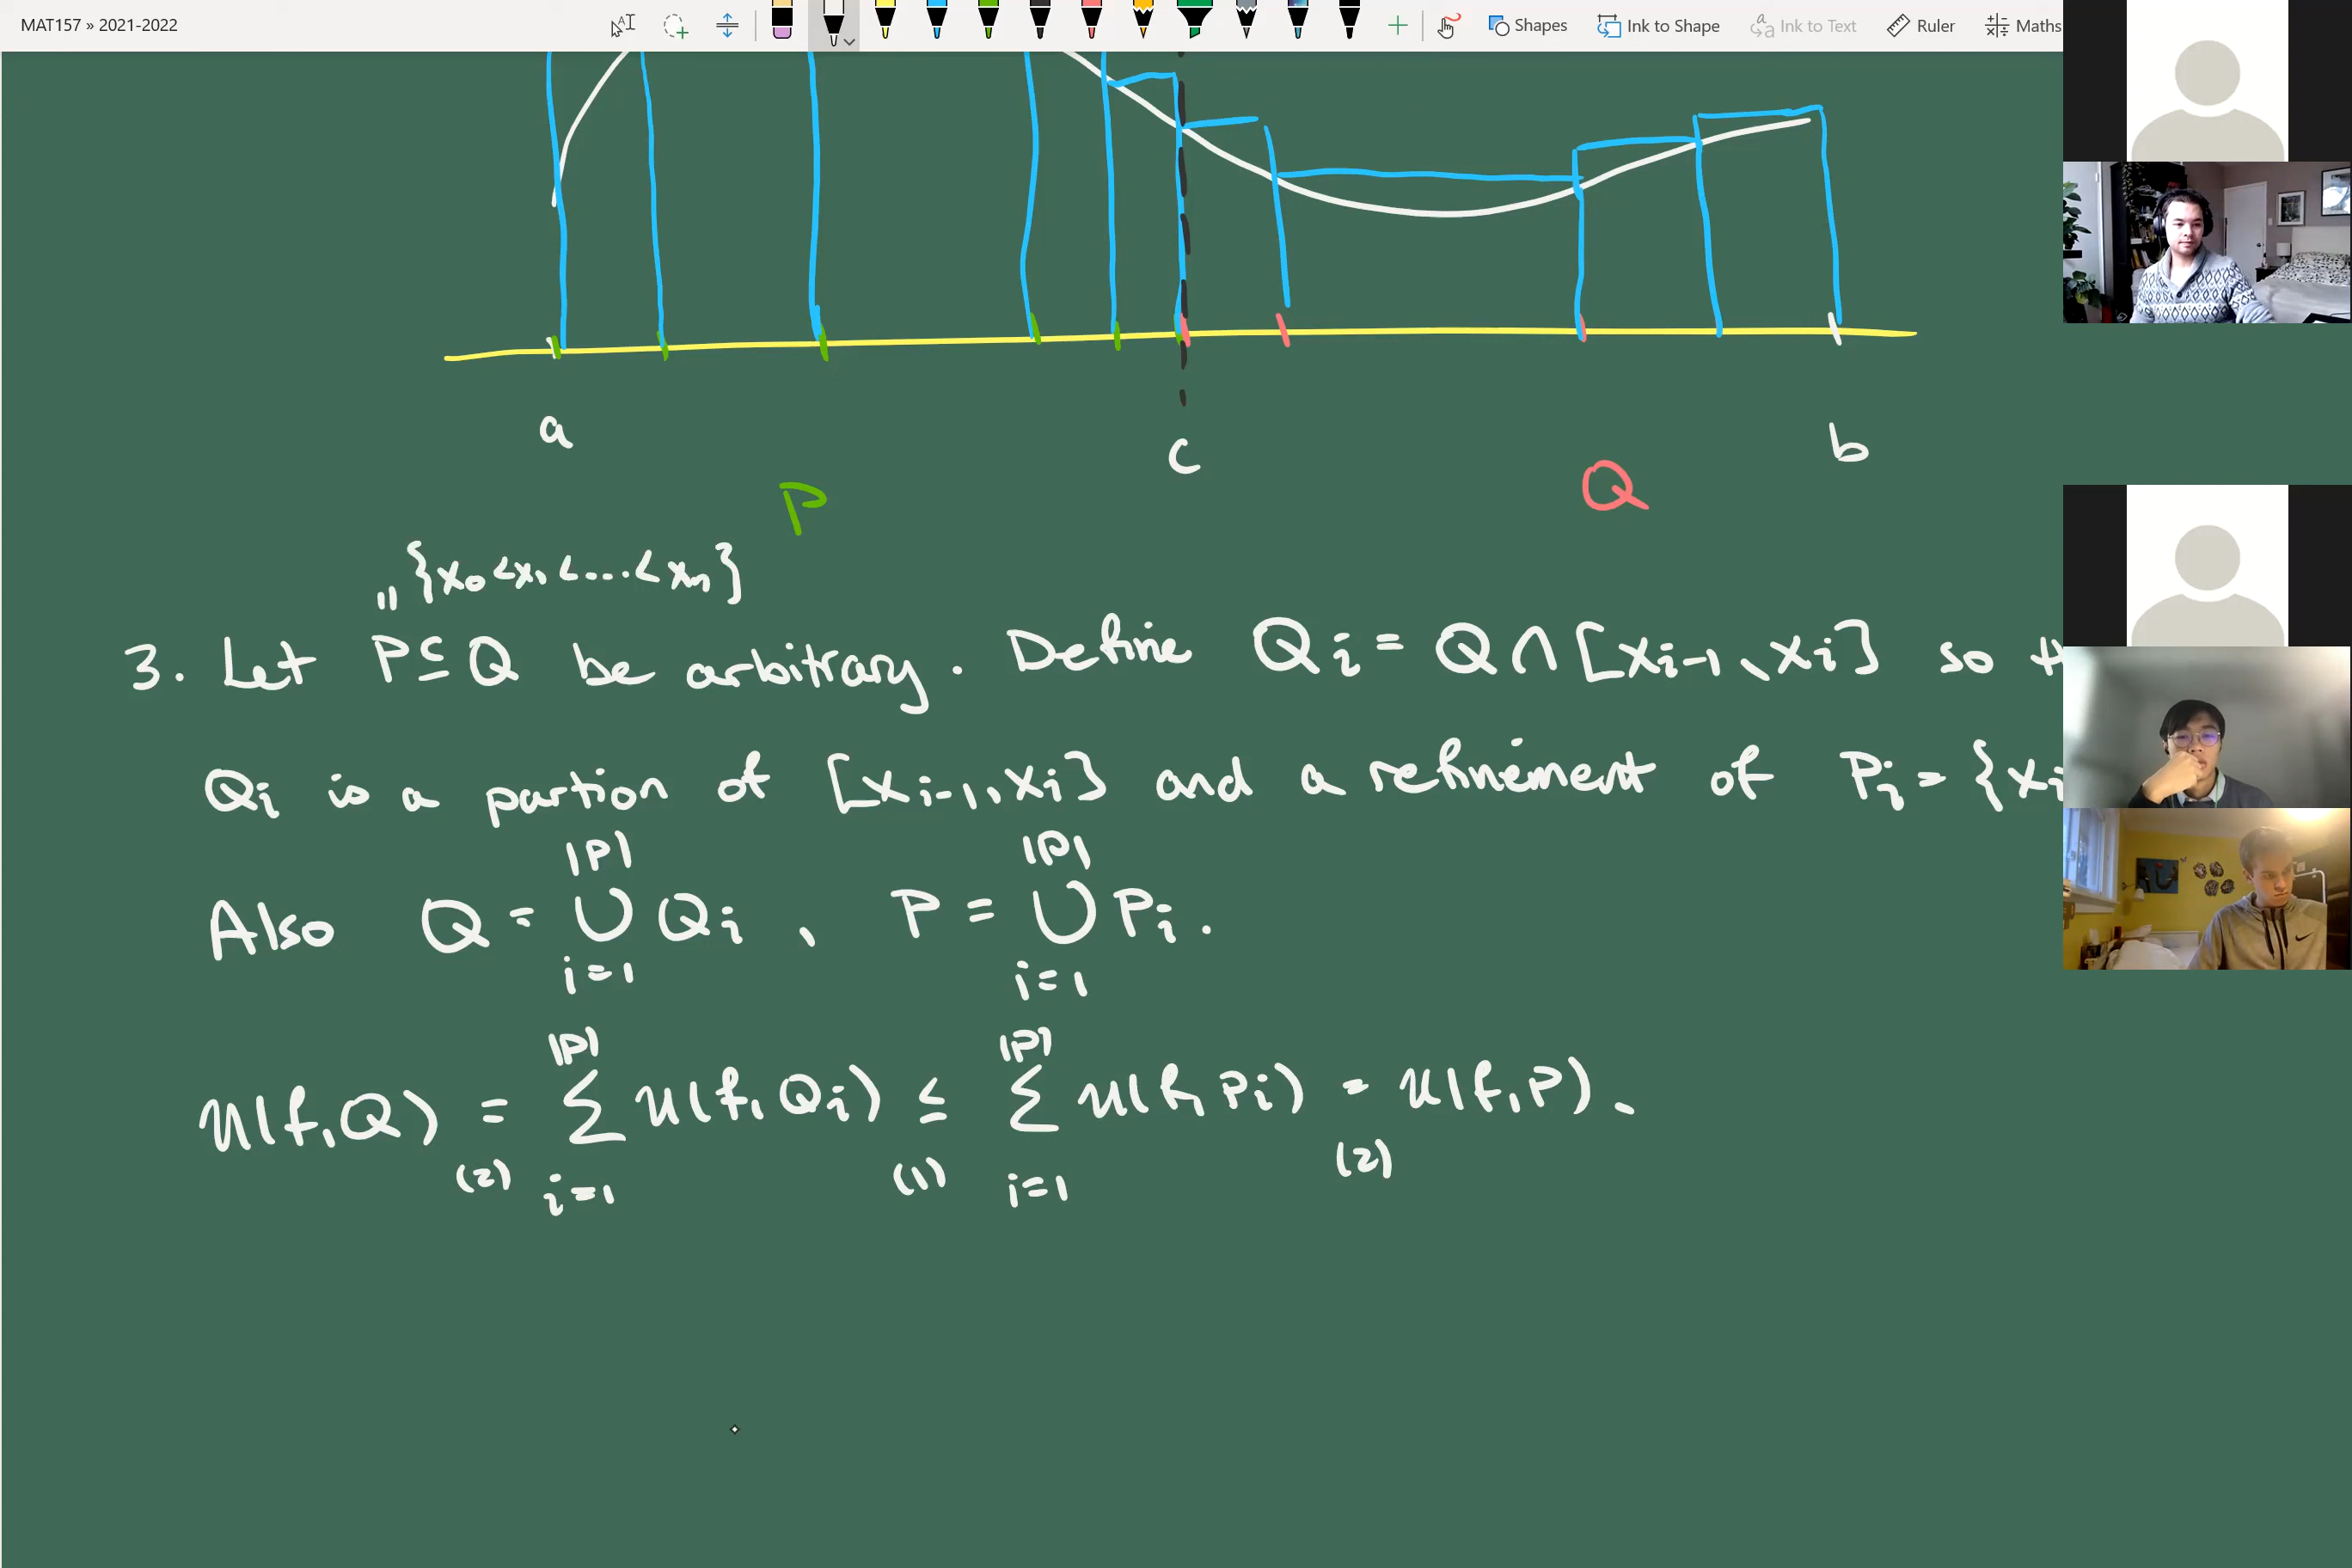 MAT157 » 2021-2022
Shapes
Ink to Shape
Ink to Text
Ruler
Maths
a
c
b
P
Q
"{x₀ <x₁ <....< xₙ}
3. Let P ⊆ Q be arbitrary. Define Qi = Q ∩ [xi-1, xi] so
Qi is a partion of [xi-1, xi] and a refinement of Pi = {xi
Also Q = |P| ∪ i=1 Qi , P = |P| ∪ i=1 Pi .
U(f,Q) = (2) |P| Σ i=1 U(f,Qi) ≤ (1) |P| Σ i=1 U(f,Pi) = (2) U(f,P).